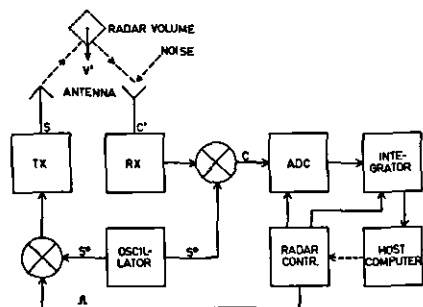 RADAR VOLUME
NOISE
V'
ANTENNA
S
C'
TX
RX
C
ADC
INTE-
GRATOR
OSCIL-
LATOR
S°
S°
RADAR
CONTR.
HOST
COMPUTER